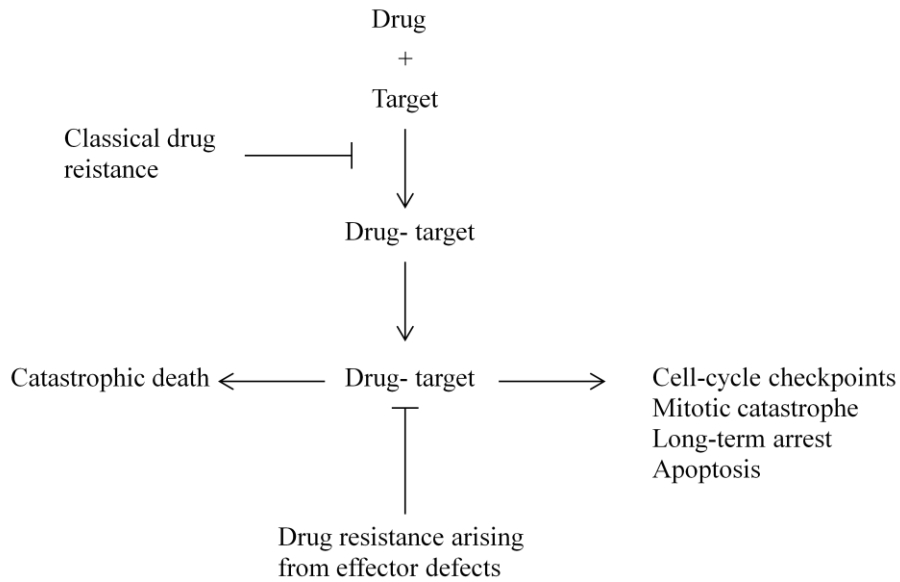 Drug
+
Target
Classical drug
reistance
Drug- target
Catastrophic death
Drug- target
Cell-cycle checkpoints
Mitotic catastrophe
Long-term arrest
Apoptosis
Drug resistance arising
from effector defects